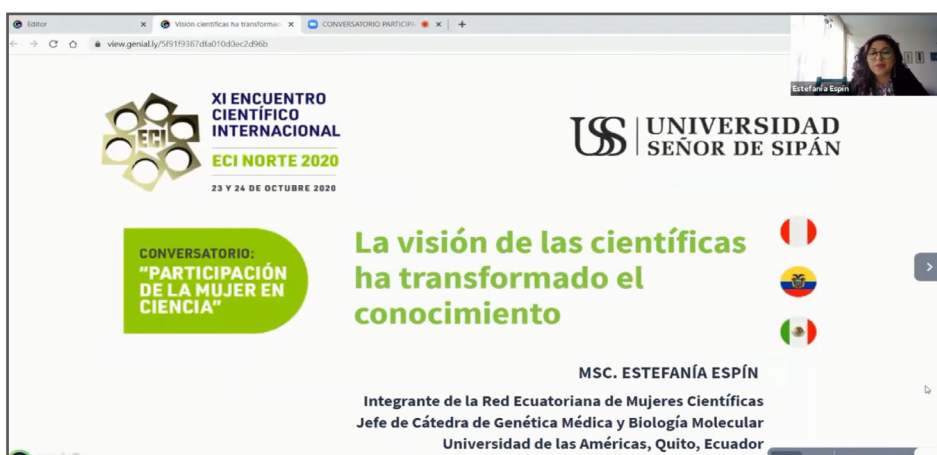 Editor
Visión científicas ha transformad
CONVERSATORIO PARTICIPA
view.genial.ly/5f91f9367dfa010d0ec2d96b
Estefanía Espín
XI ENCUENTRO
CIENTÍFICO
INTERNACIONAL
ECI
ECI NORTE 2020
23 Y 24 DE OCTUBRE 2020
USS
UNIVERSIDAD
SEÑOR DE SIPÁN
CONVERSATORIO:
"PARTICIPACIÓN
DE LA MUJER EN
CIENCIA"
La visión de las científicas
ha transformado el
conocimiento
MSC. ESTEFANÍA ESPÍN
Integrante de la Red Ecuatoriana de Mujeres Científicas
Jefe de Cátedra de Genética Médica y Biología Molecular
Universidad de las Américas, Quito, Ecuador